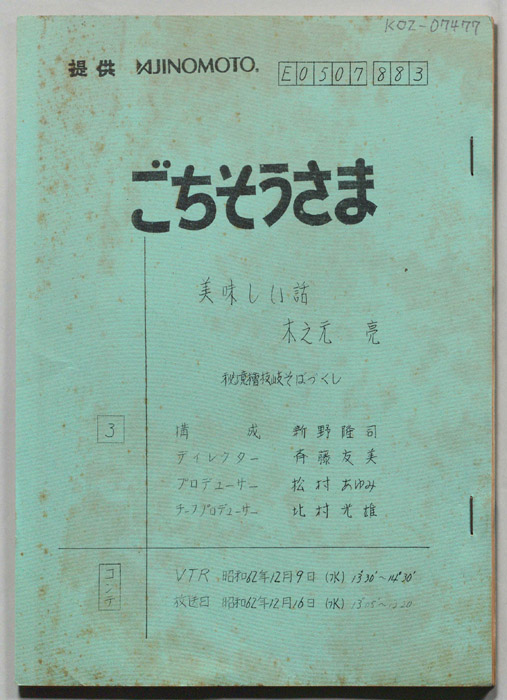 KOZ-07477
提供 AJINOMOTO.
E0507883
ごちそうさま
美味しい話
木之元 亮
秘境檜枝岐そばづくし
3
構成 新野隆司
ディレクター 斉藤友美
プロデューサー 松村あゆみ
チーフプロデューサー 北村光雄
コンテ
VTR 昭和62年12月9日(水) 13'30"~14'30"
放送日 昭和62年12月16日(水) 13'05"~